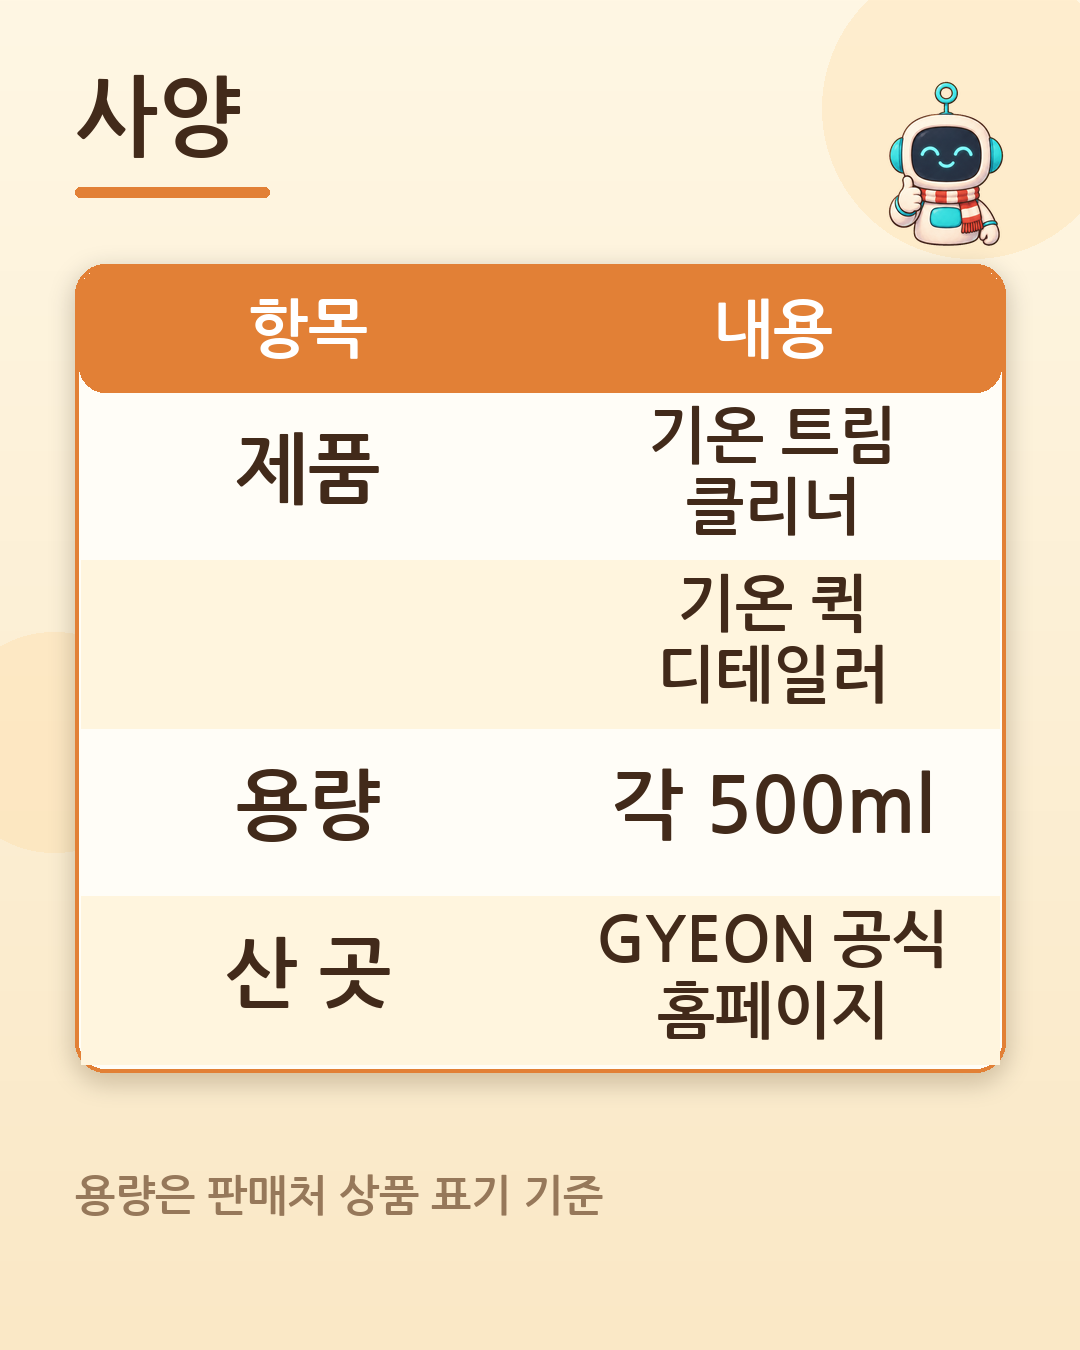 사양
항목 내용
제품 기온 트림
클리너
기온 퀵
디테일러
용량 각 500ml
산 곳 GYEON 공식
홈페이지
용량은 판매처 상품 표기 기준